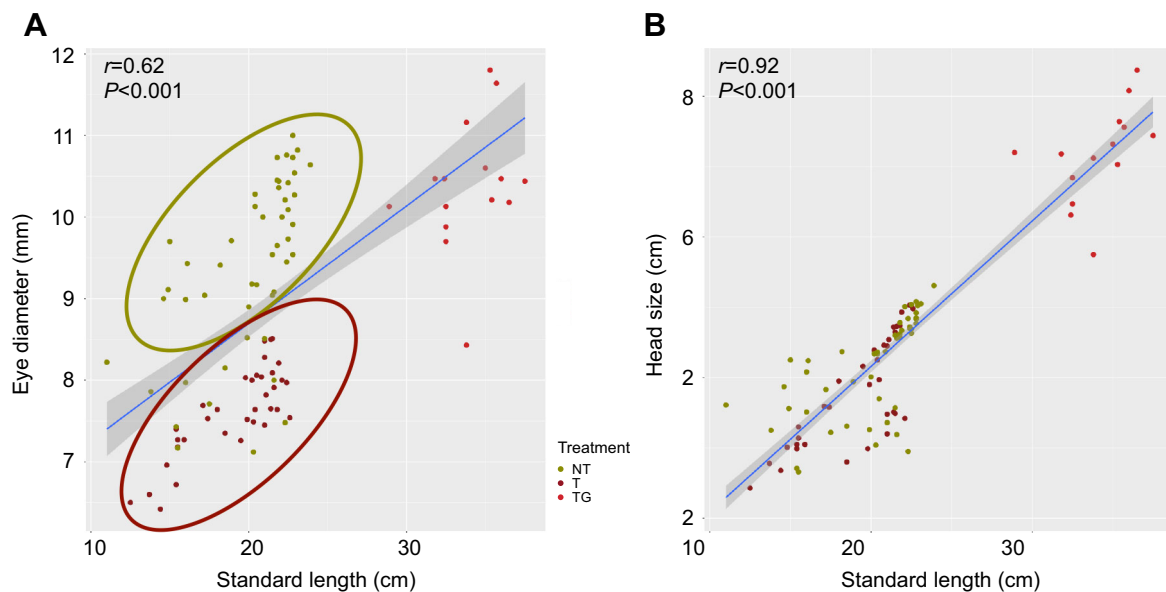 A
r=0.62
P<0.001
12
11
10
9
8
7
Eye diameter (mm)
10
20
30
Standard length (cm)
Treatment
NT
T
TG
B
r=0.92
P<0.001
8
6
2
2
Head size (cm)
10
20
30
Standard length (cm)